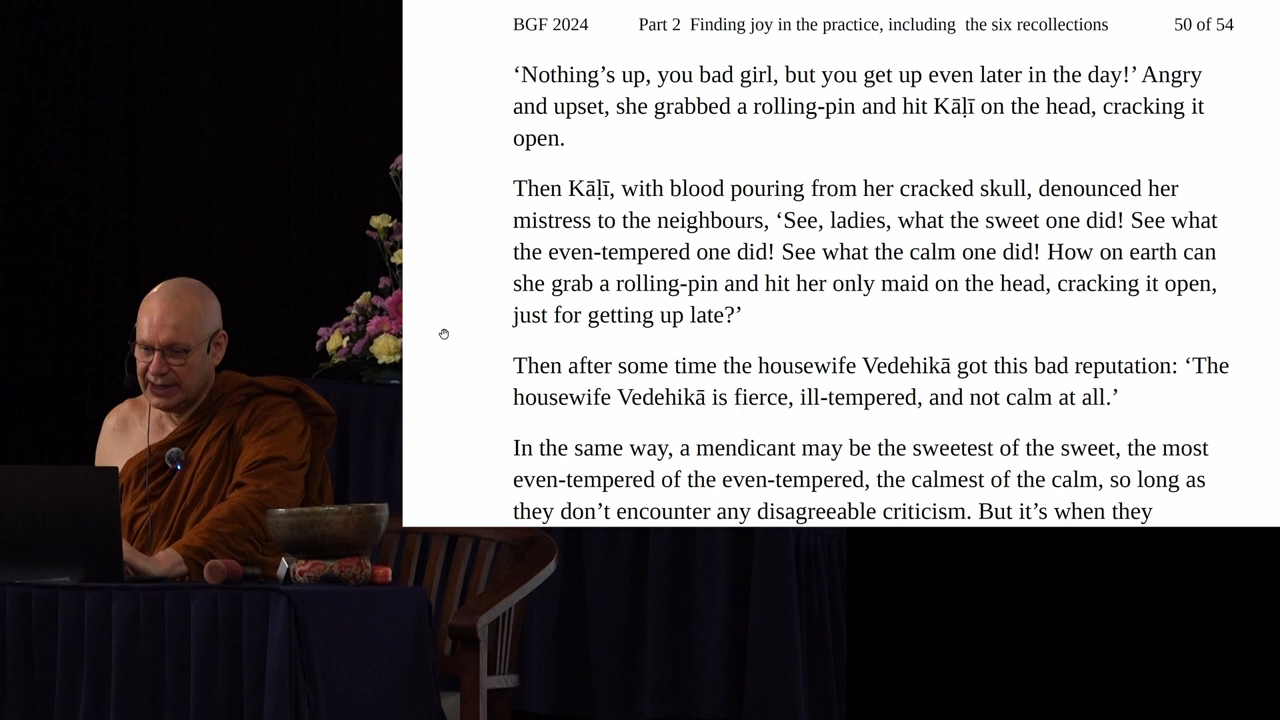 BGF 2024 Part 2 Finding joy in the practice, including the six recollections 50 of 54
‘Nothing’s up, you bad girl, but you get up even later in the day!’ Angry
and upset, she grabbed a rolling-pin and hit Kāḷī on the head, cracking it
open.
Then Kāḷī, with blood pouring from her cracked skull, denounced her
mistress to the neighbours, ‘See, ladies, what the sweet one did! See what
the even-tempered one did! See what the calm one did! How on earth can
she grab a rolling-pin and hit her only maid on the head, cracking it open,
just for getting up late?’
Then after some time the housewife Vedehikā got this bad reputation: ‘The
housewife Vedehikā is fierce, ill-tempered, and not calm at all.’
In the same way, a mendicant may be the sweetest of the sweet, the most
even-tempered of the even-tempered, the calmest of the calm, so long as
they don’t encounter any disagreeable criticism. But it’s when they